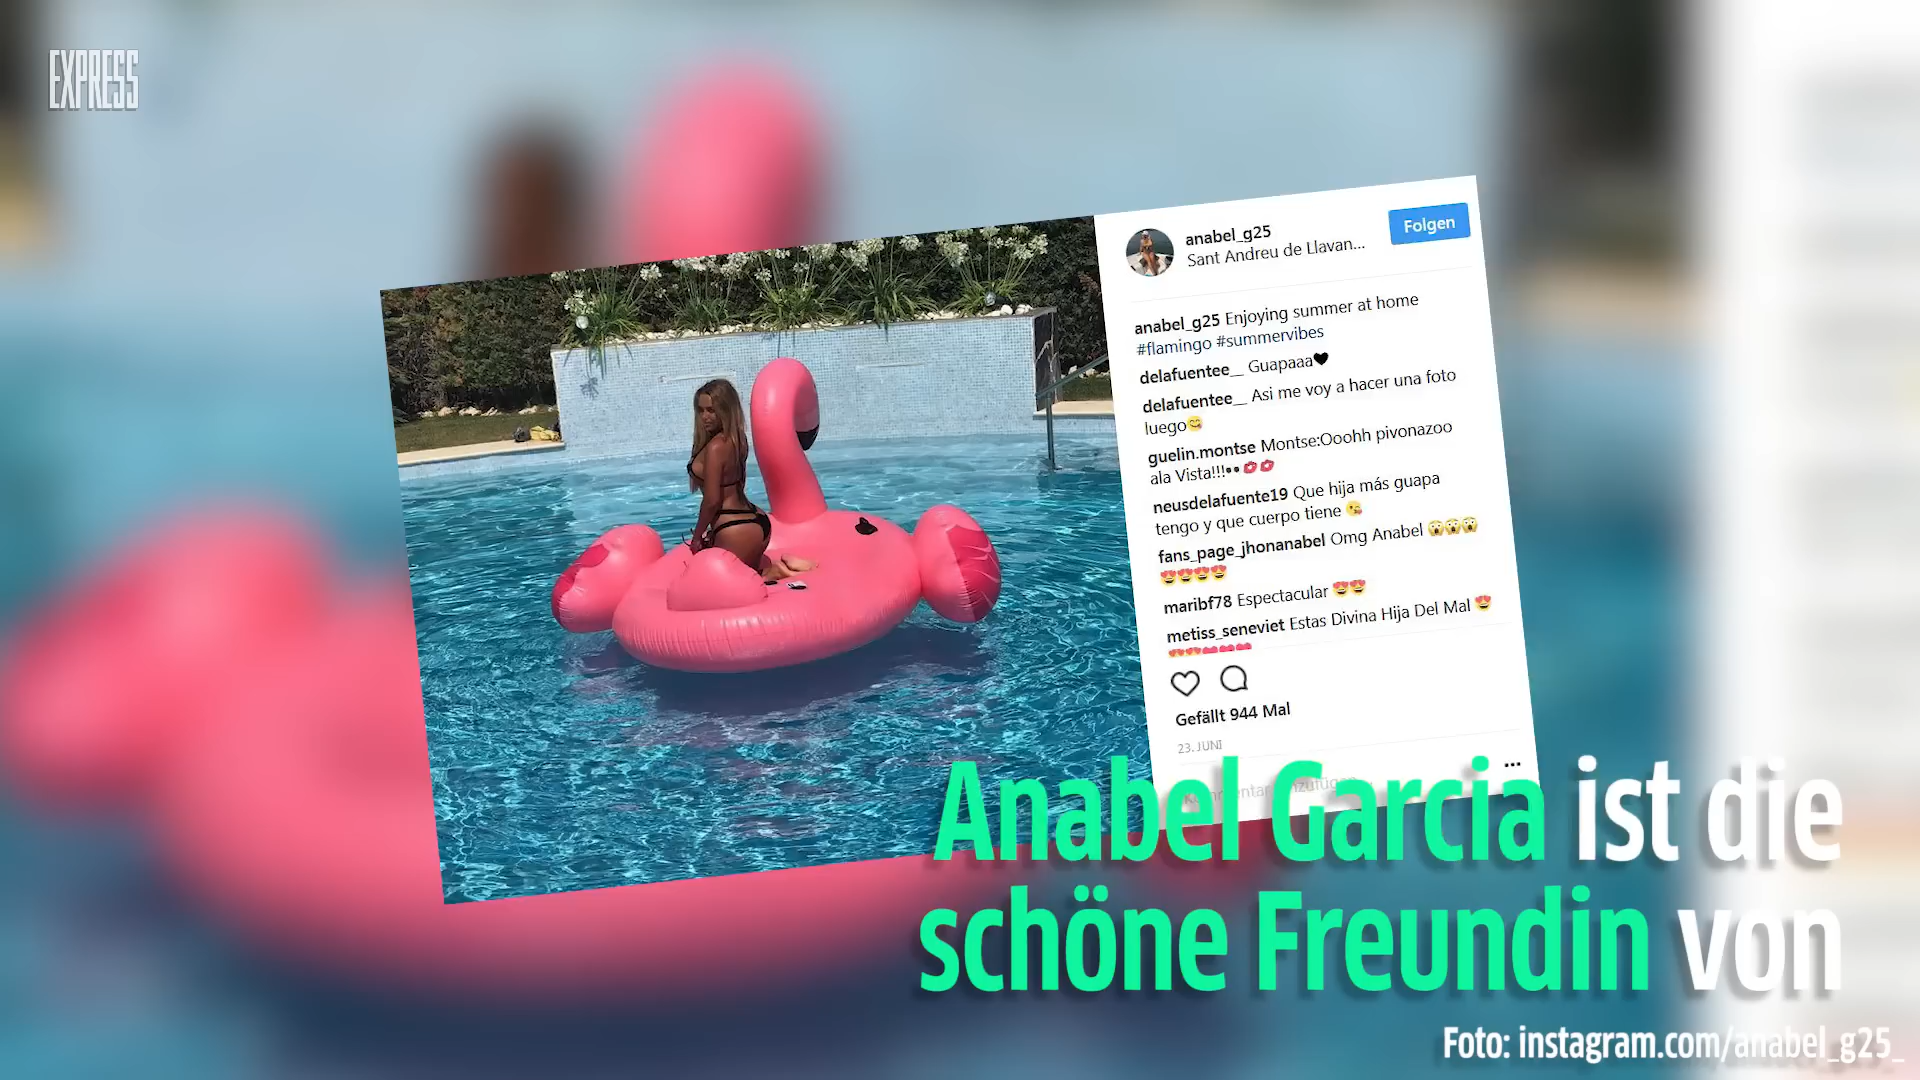 EXPRESS
anabel_g25
Sant Andreu de Llavan...
Folgen
anabel_g25 Enjoying summer at home
#flamingo #summervibes
delafuentee__ Guapaaa🖤
delafuentee__ Asi me voy a hacer una foto
luego😋
guelin.montse Montse:Ooohh pivonazoo
ala Vista!!!👀💋💋
neusdelafuente19 Que hija más guapa
tengo y que cuerpo tiene 😘
fans_page_jhonanabel Omg Anabel 😱😱😱
😍😍😍😍
maribf78 Espectacular 😍😍
metiss_seneviet Estas Divina Hija Del Mal 😍
Gefällt 944 Mal
23. JUNI
Anabel Garcia ist die
schöne Freundin von
Foto: instagram.com/anabel_g25_